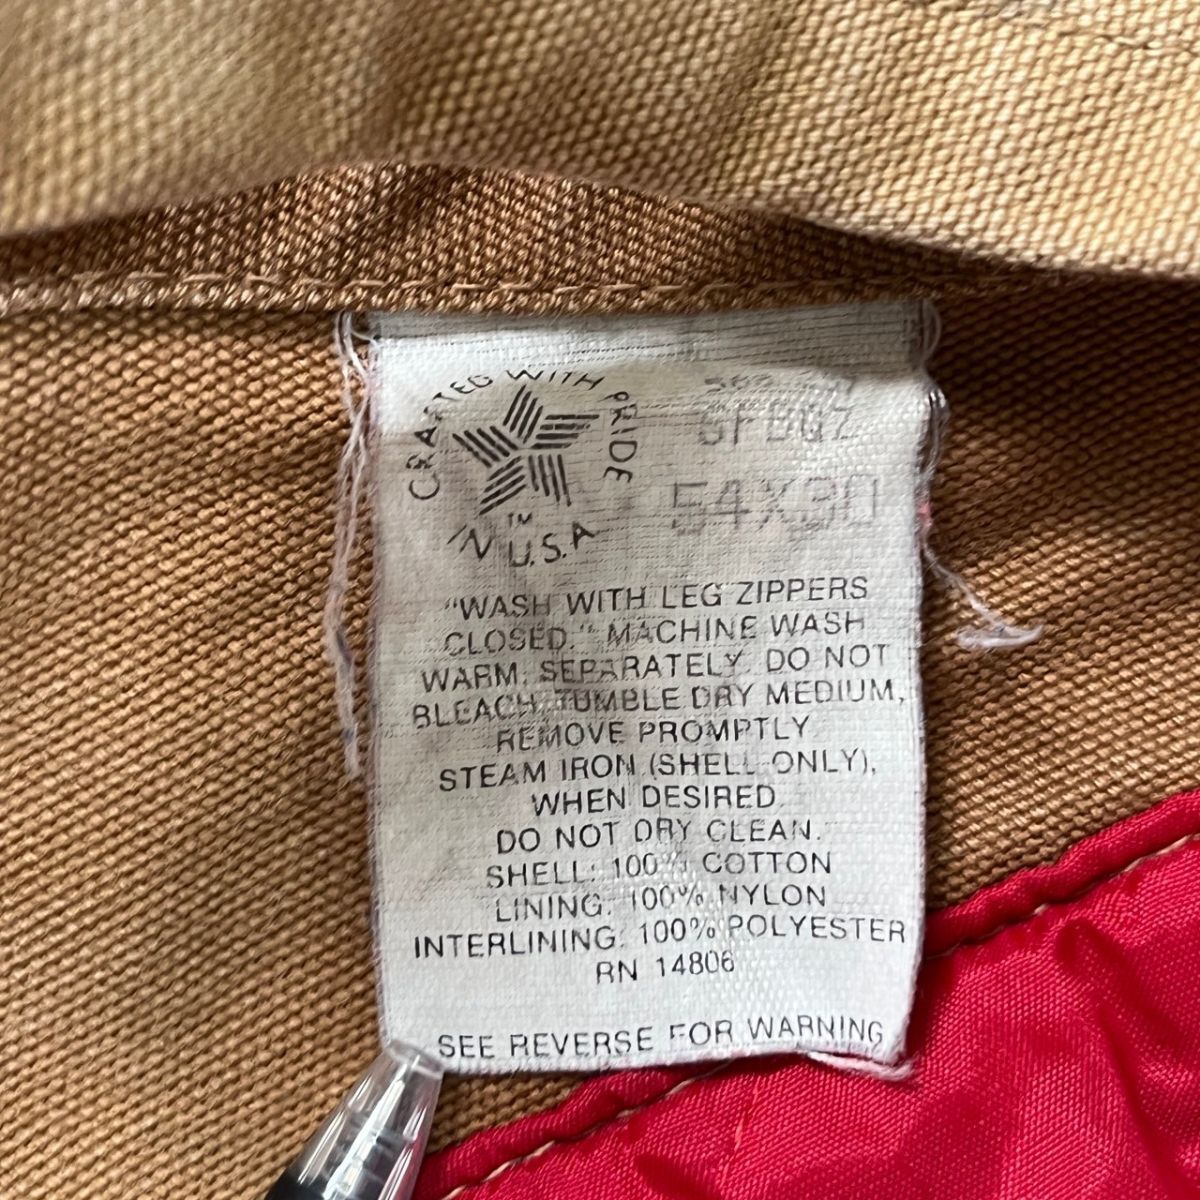 CRAFTED WITH PRIDE
IN U.S.A
TM
54X30
"WASH WITH LEG ZIPPERS
CLOSED." MACHINE WASH
WARM, SEPARATELY. DO NOT
BLEACH. TUMBLE DRY MEDIUM,
REMOVE PROMPTLY
STEAM IRON (SHELL ONLY),
WHEN DESIRED
DO NOT DRY CLEAN.
SHELL: 100% COTTON
LINING: 100% NYLON
INTERLINING: 100% POLYESTER
RN 14806
SEE REVERSE FOR WARNING